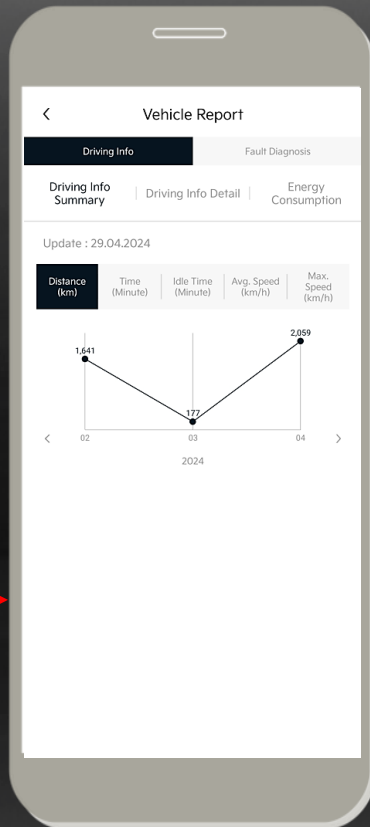 Vehicle Report
Driving Info
Fault Diagnosis
Driving Info
Summary
Driving Info Detail
Energy
Consumption
Update : 29.04.2024
Distance
(km)
Time
(Minute)
Idle Time
(Minute)
Avg. Speed
(km/h)
Max.
Speed
(km/h)
1,641
177
2,059
02
03
04
2024